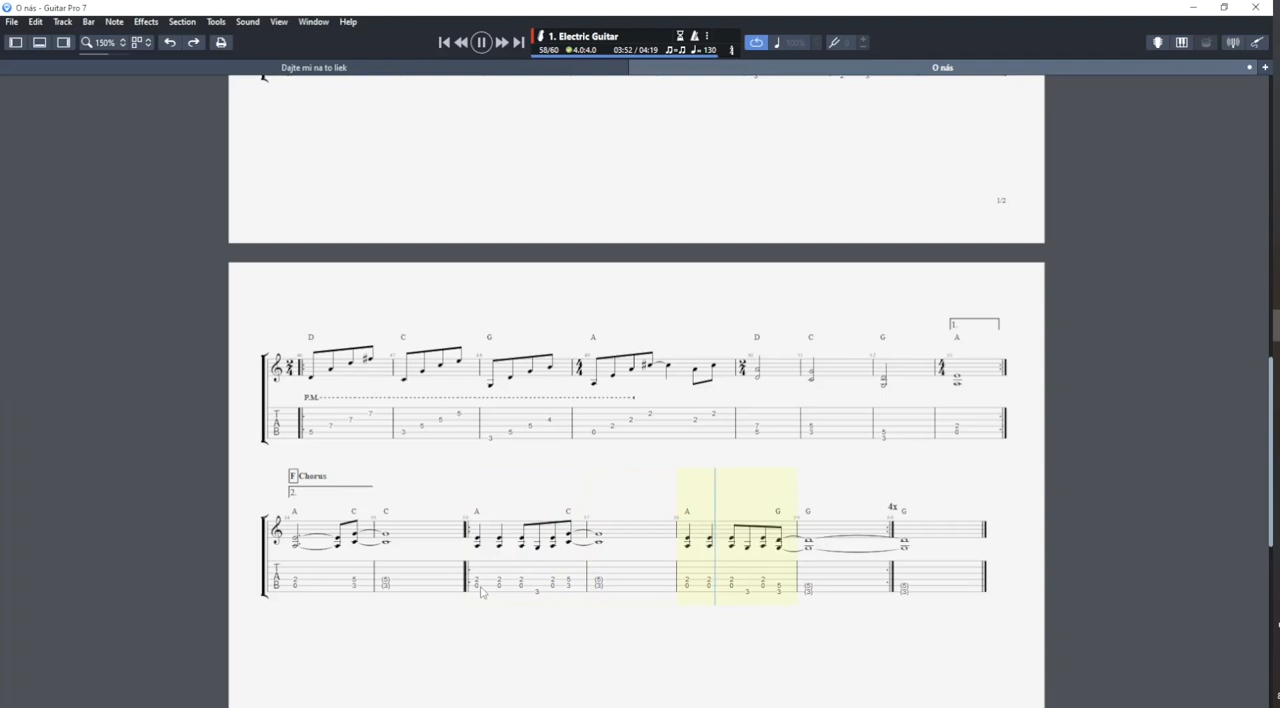 O nás - Guitar Pro 7
File Edit Track Bar Note Effects Section Tools Sound View Window Help
150% 1. Electric Guitar 100% 0
58/60 4.0:4.0 03:52 / 04:19 = 130
Dajte mi na to liek O nás
1/2
1.
D C G A D C G A
P.M.
F Chorus
2.
4x
A C C A C A G G G